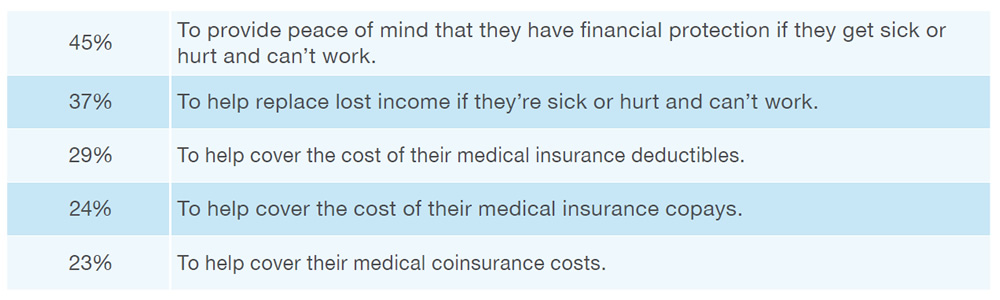 45%
To provide peace of mind that they have financial protection if they get sick or
hurt and can’t work.
37%
To help replace lost income if they’re sick or hurt and can’t work.
29%
To help cover the cost of their medical insurance deductibles.
24%
To help cover the cost of their medical insurance copays.
23%
To help cover their medical coinsurance costs.